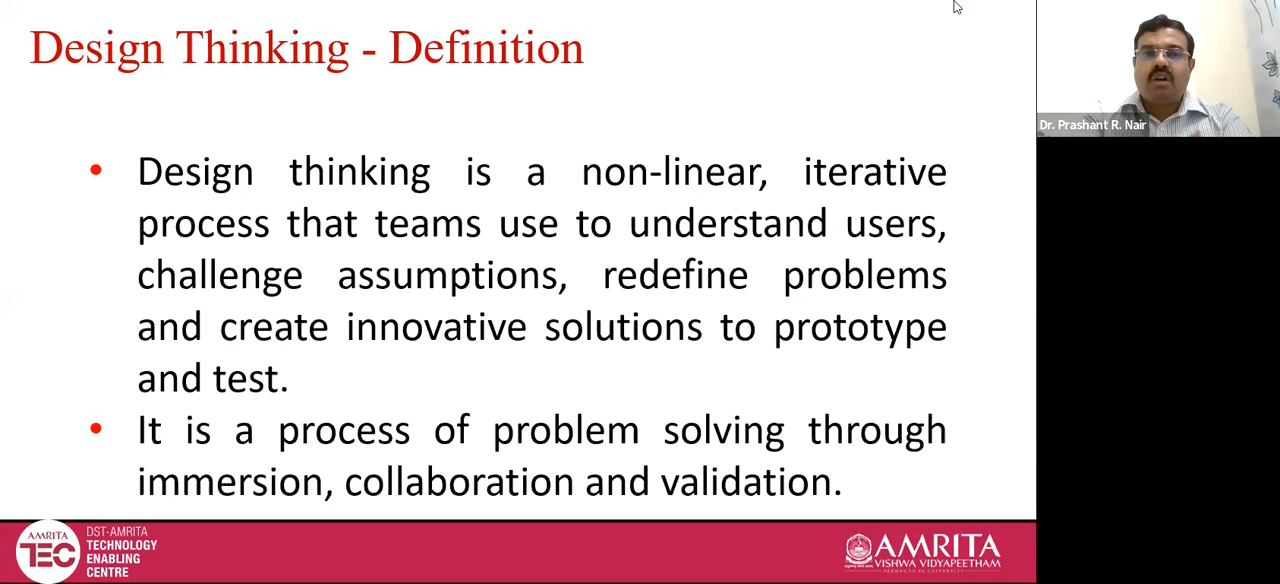 Design Thinking - Definition
Dr. Prashant R. Nair
• Design thinking is a non-linear, iterative
process that teams use to understand users,
challenge assumptions, redefine problems
and create innovative solutions to prototype
and test.
• It is a process of problem solving through
immersion, collaboration and validation.
AMRITA
TEC
DST-AMRITA
TECHNOLOGY
ENABLING
CENTRE
AMRITA
VISHWA VIDYAPEETHAM